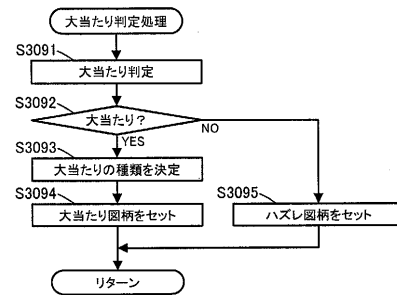 大当たり判定処理
S3091
大当たり判定
S3092
大当たり?
NO
YES
S3093
大当たりの種類を決定
S3094
大当たり図柄をセット
S3095
ハズレ図柄をセット
リターン